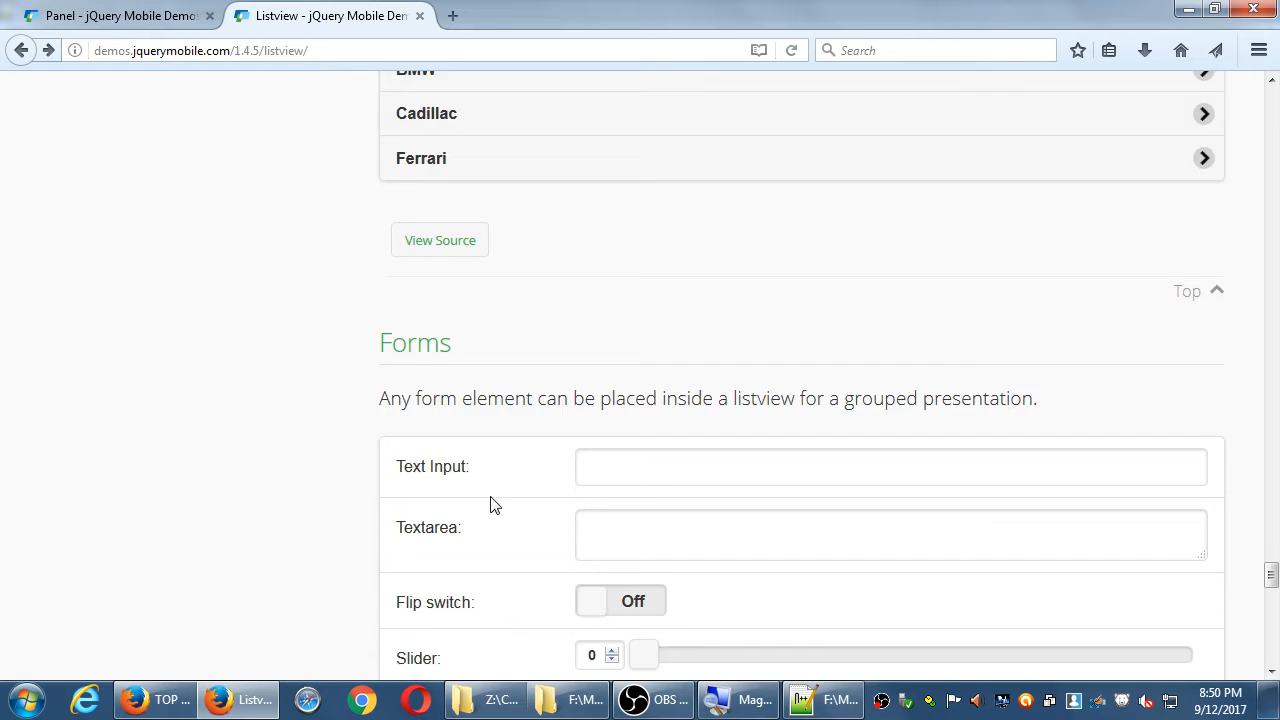 Panel - jQuery Mobile Demos
Listview - jQuery Mobile Dem
demos.jquerymobile.com/1.4.5/listview/
Search
BMW
Cadillac
Ferrari
View Source
Top
Forms
Any form element can be placed inside a listview for a grouped presentation.
Text Input:
Textarea:
Flip switch:
Off
Slider:
0
TOP ...
Listv...
Z:\C...
F:\M...
OBS ...
Mag...
F:\M...
8:50 PM
9/12/2017